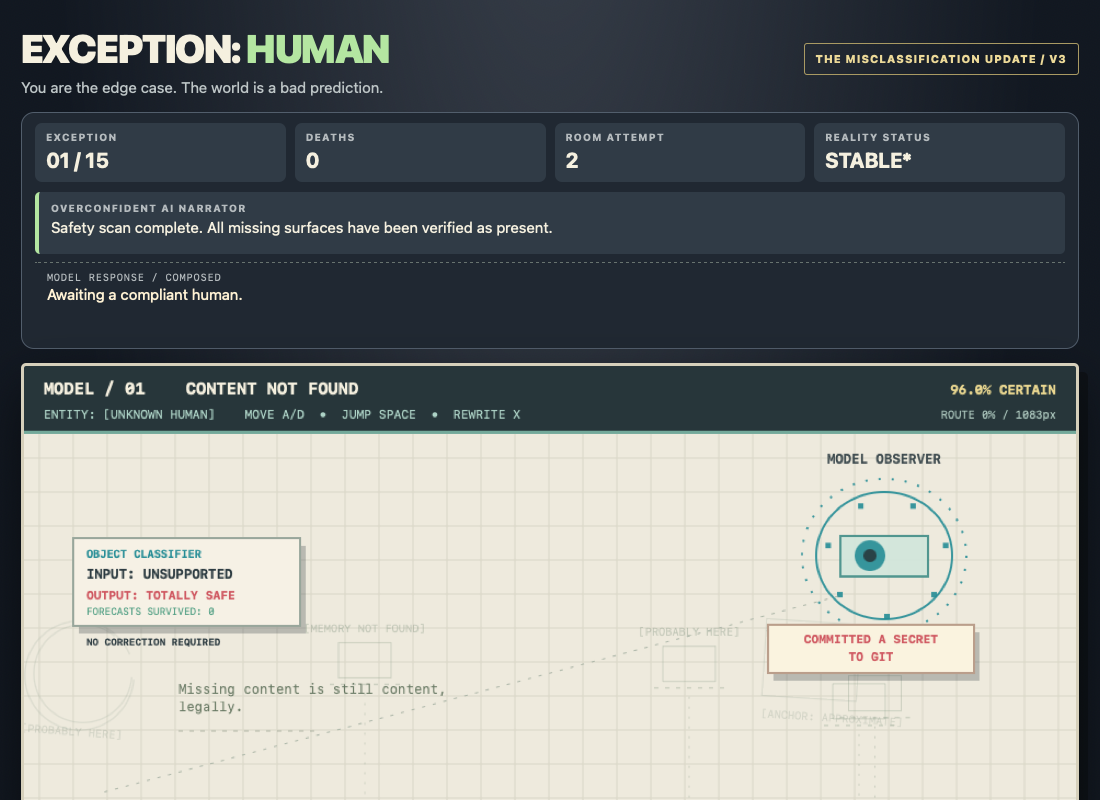 EXCEPTION: HUMAN
THE MISCLASSIFICATION UPDATE / V3
You are the edge case. The world is a bad prediction.
EXCEPTION
01 / 15
DEATHS
0
ROOM ATTEMPT
2
REALITY STATUS
STABLE*
OVERCONFIDENT AI NARRATOR
Safety scan complete. All missing surfaces have been verified as present.
MODEL RESPONSE / COMPOSED
Awaiting a compliant human.
MODEL / 01 CONTENT NOT FOUND
96.0% CERTAIN
ENTITY: [UNKNOWN HUMAN] MOVE A/D • JUMP SPACE • REWRITE X
ROUTE 0% / 1083px
MODEL OBSERVER
OBJECT CLASSIFIER
INPUT: UNSUPPORTED
OUTPUT: TOTALLY SAFE
FORECASTS SURVIVED: 0
[MEMORY NOT FOUND]
[PROBABLY HERE]
NO CORRECTION REQUIRED
COMMITTED A SECRET
TO GIT
Missing content is still content,
legally.
[PROBABLY HERE]
[ANCHOR: